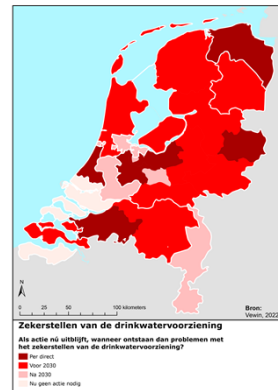 N
0 25 50 100 kilometers
Bron:
Vewin, 2022
Zekerstellen van de drinkwatervoorziening
Als actie nú uitblijft, wanneer ontstaan dan problemen met
het zekerstellen van de drinkwatervoorziening?
Per direct
Voor 2030
Na 2030
Nu geen actie nodig